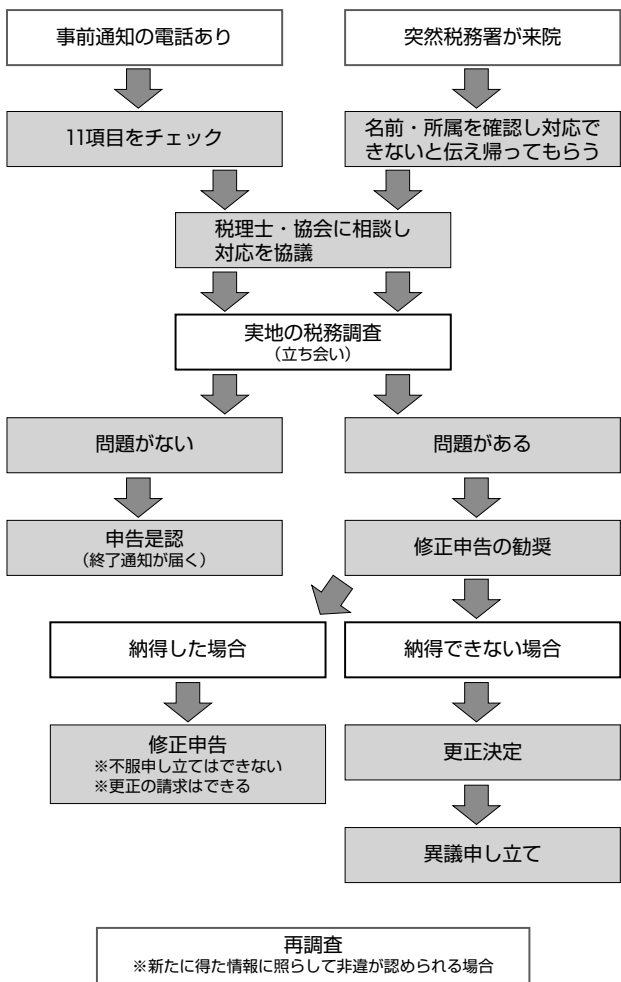 事前通知の電話あり
突然税務署が来院
11項目をチェック
名前・所属を確認し対応で
きないと伝え帰ってもらう
税理士・協会に相談し
対応を協議
実地の税務調査
（立ち会い）
問題がない
問題がある
申告是認
（終了通知が届く）
修正申告の勧奨
納得した場合
納得できない場合
修正申告
※不服申し立てはできない
※更正の請求はできる
更正決定
異議申し立て
再調査
※新たに得た情報に照らして非違が認められる場合